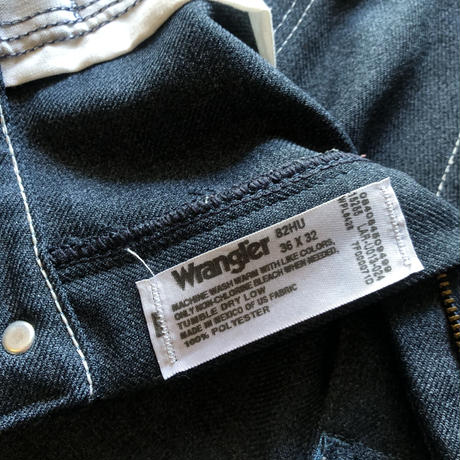 Wrangler
82HU
36 X 32
MACHINE WASH WARM WITH LIKE COLORS,
ONLY NON-CHLORINE BLEACH WHEN NEEDED,
TUMBLE DRY LOW
MADE IN MEXICO OF US FABRIC
100% POLYESTER